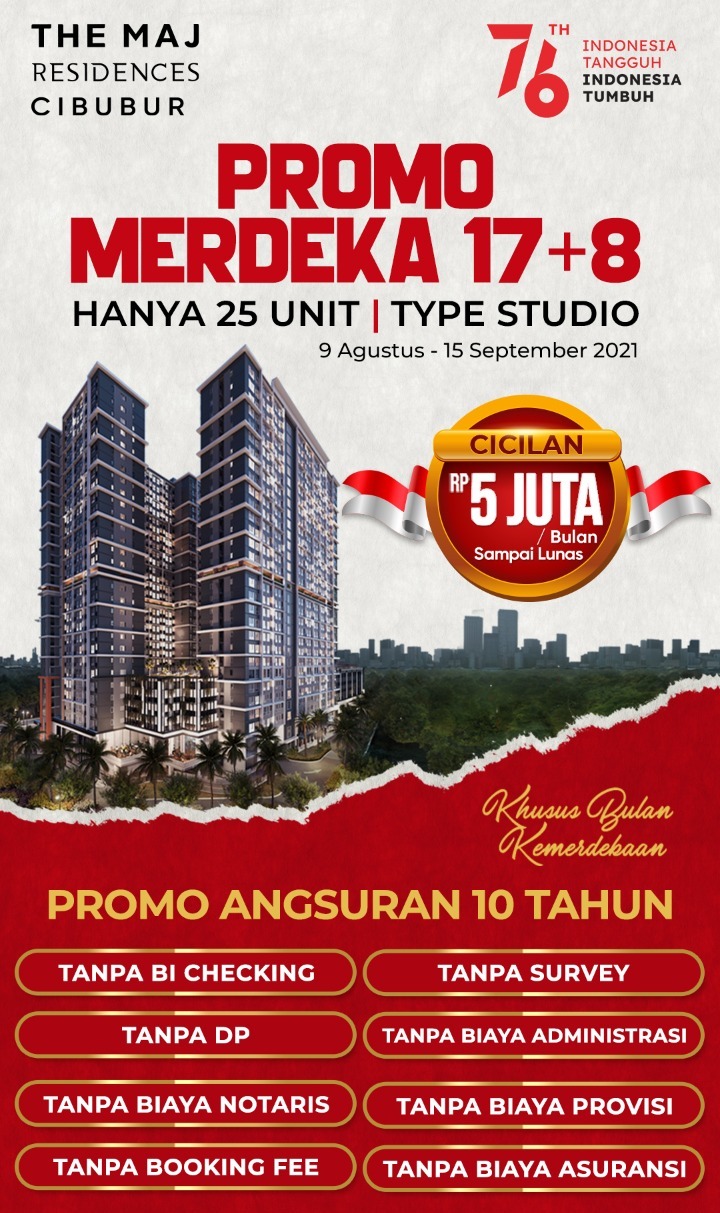 THE MAJ
RESIDENCES
CIBUBUR
76TH
INDONESIA
TANGGUH
INDONESIA
TUMBUH
PROMO
MERDEKA 17+8
HANYA 25 UNIT | TYPE STUDIO
9 Agustus - 15 September 2021
CICILAN
RP 5 JUTA
/ Bulan
Sampai Lunas
Khusus Bulan
Kemerdekaan
PROMO ANGSURAN 10 TAHUN
TANPA BI CHECKING
TANPA SURVEY
TANPA DP
TANPA BIAYA ADMINISTRASI
TANPA BIAYA NOTARIS
TANPA BIAYA PROVISI
TANPA BOOKING FEE
TANPA BIAYA ASURANSI